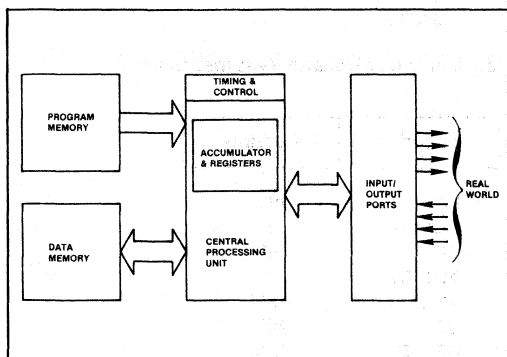 PROGRAM
MEMORY
DATA
MEMORY
TIMING &
CONTROL
ACCUMULATOR
& REGISTERS
CENTRAL
PROCESSING
UNIT
INPUT/
OUTPUT
PORTS
REAL
WORLD